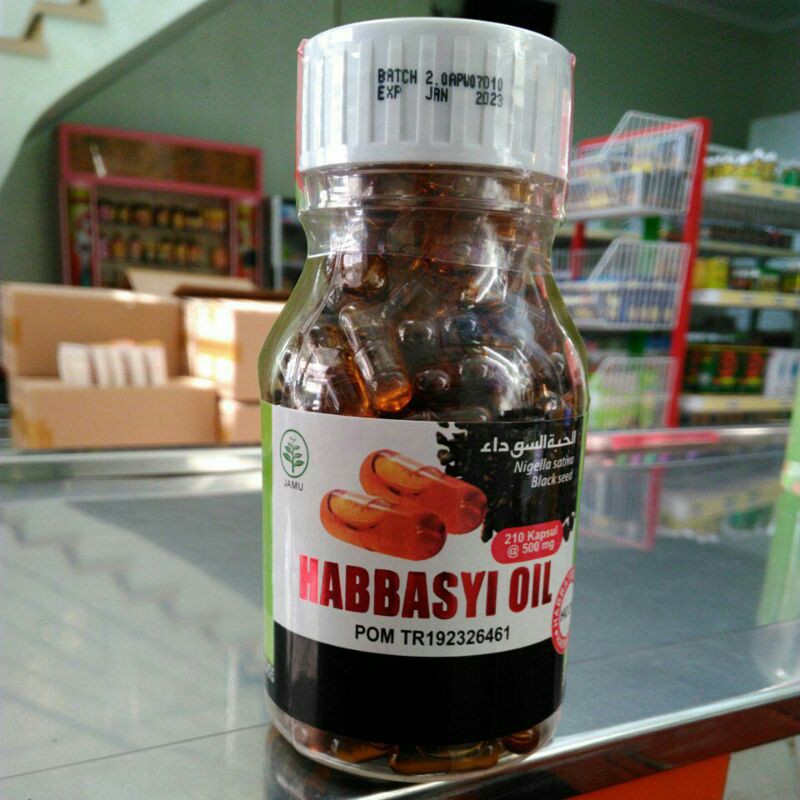 BATCH 2.0APW07010
EXP JAN 2023
الحبة السوداء
Nigella sativa
Black seed
JAMU
210 Kapsul
@ 500 mg
HABBASYI OIL
POM TR192326461